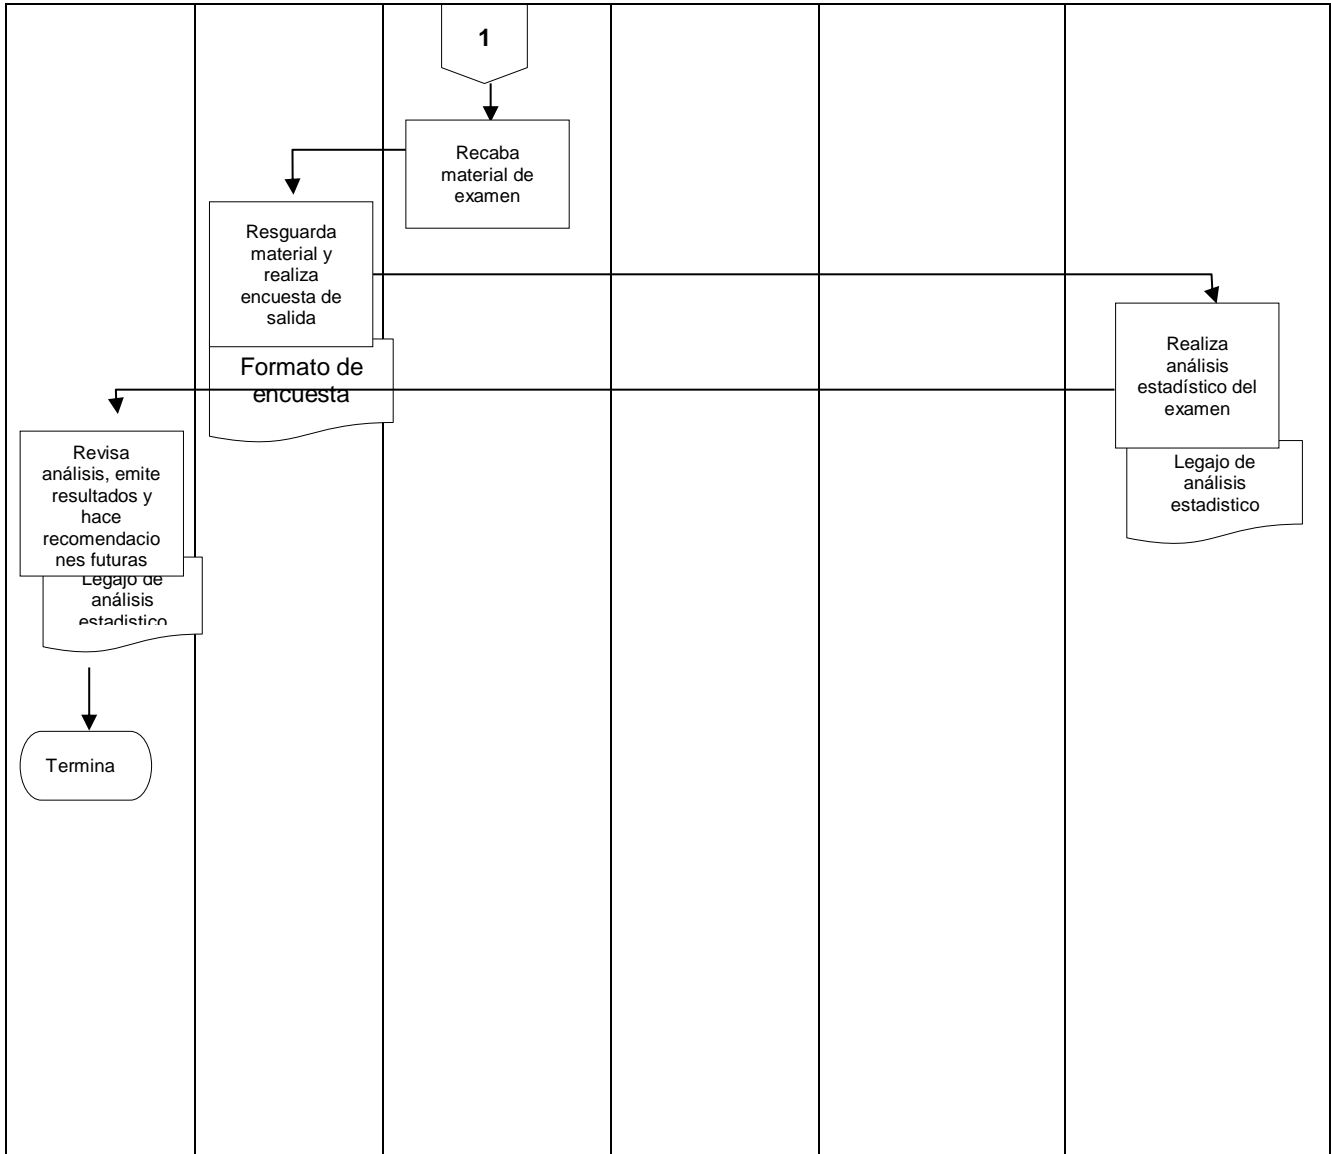 1
Recaba
material de
examen
Resguarda
material y
realiza
encuesta de
salida
Formato de
encuesta
Realiza
análisis
estadístico del
examen
Legajo de
análisis
estadistico
Revisa
análisis, emite
resultados y
hace
recomendacio
nes futuras
Legajo de
análisis
estadistico
Termina